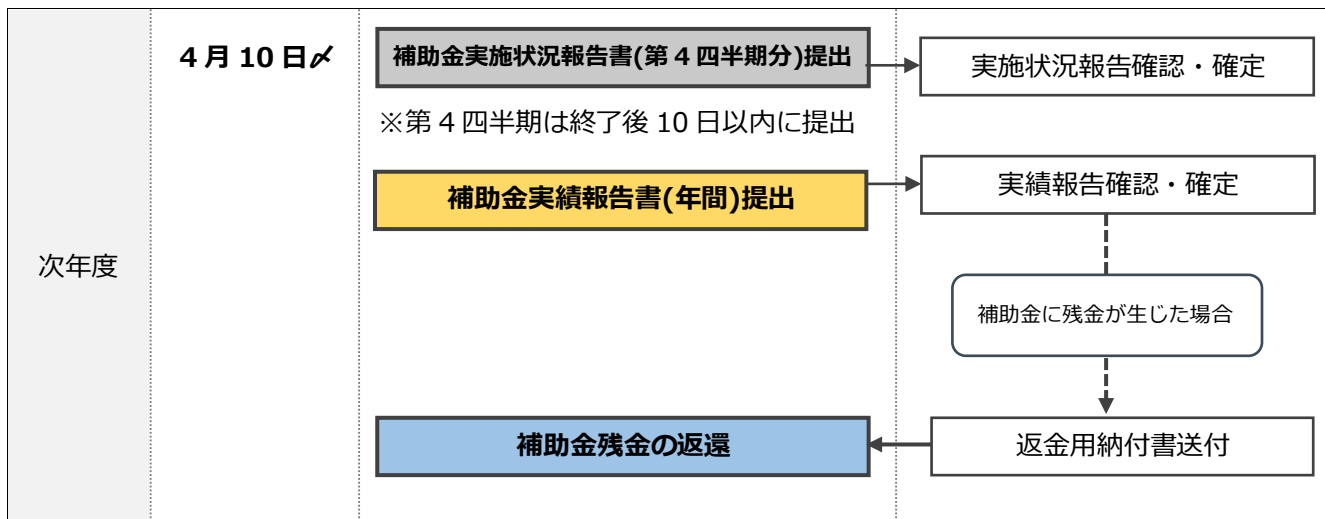 次年度
4月10日〆
補助金実施状況報告書(第4四半期分)提出
実施状況報告確認・確定
※第4四半期は終了後10日以内に提出
補助金実績報告書(年間)提出
実績報告確認・確定
補助金に残金が生じた場合
補助金残金の返還
返金用納付書送付